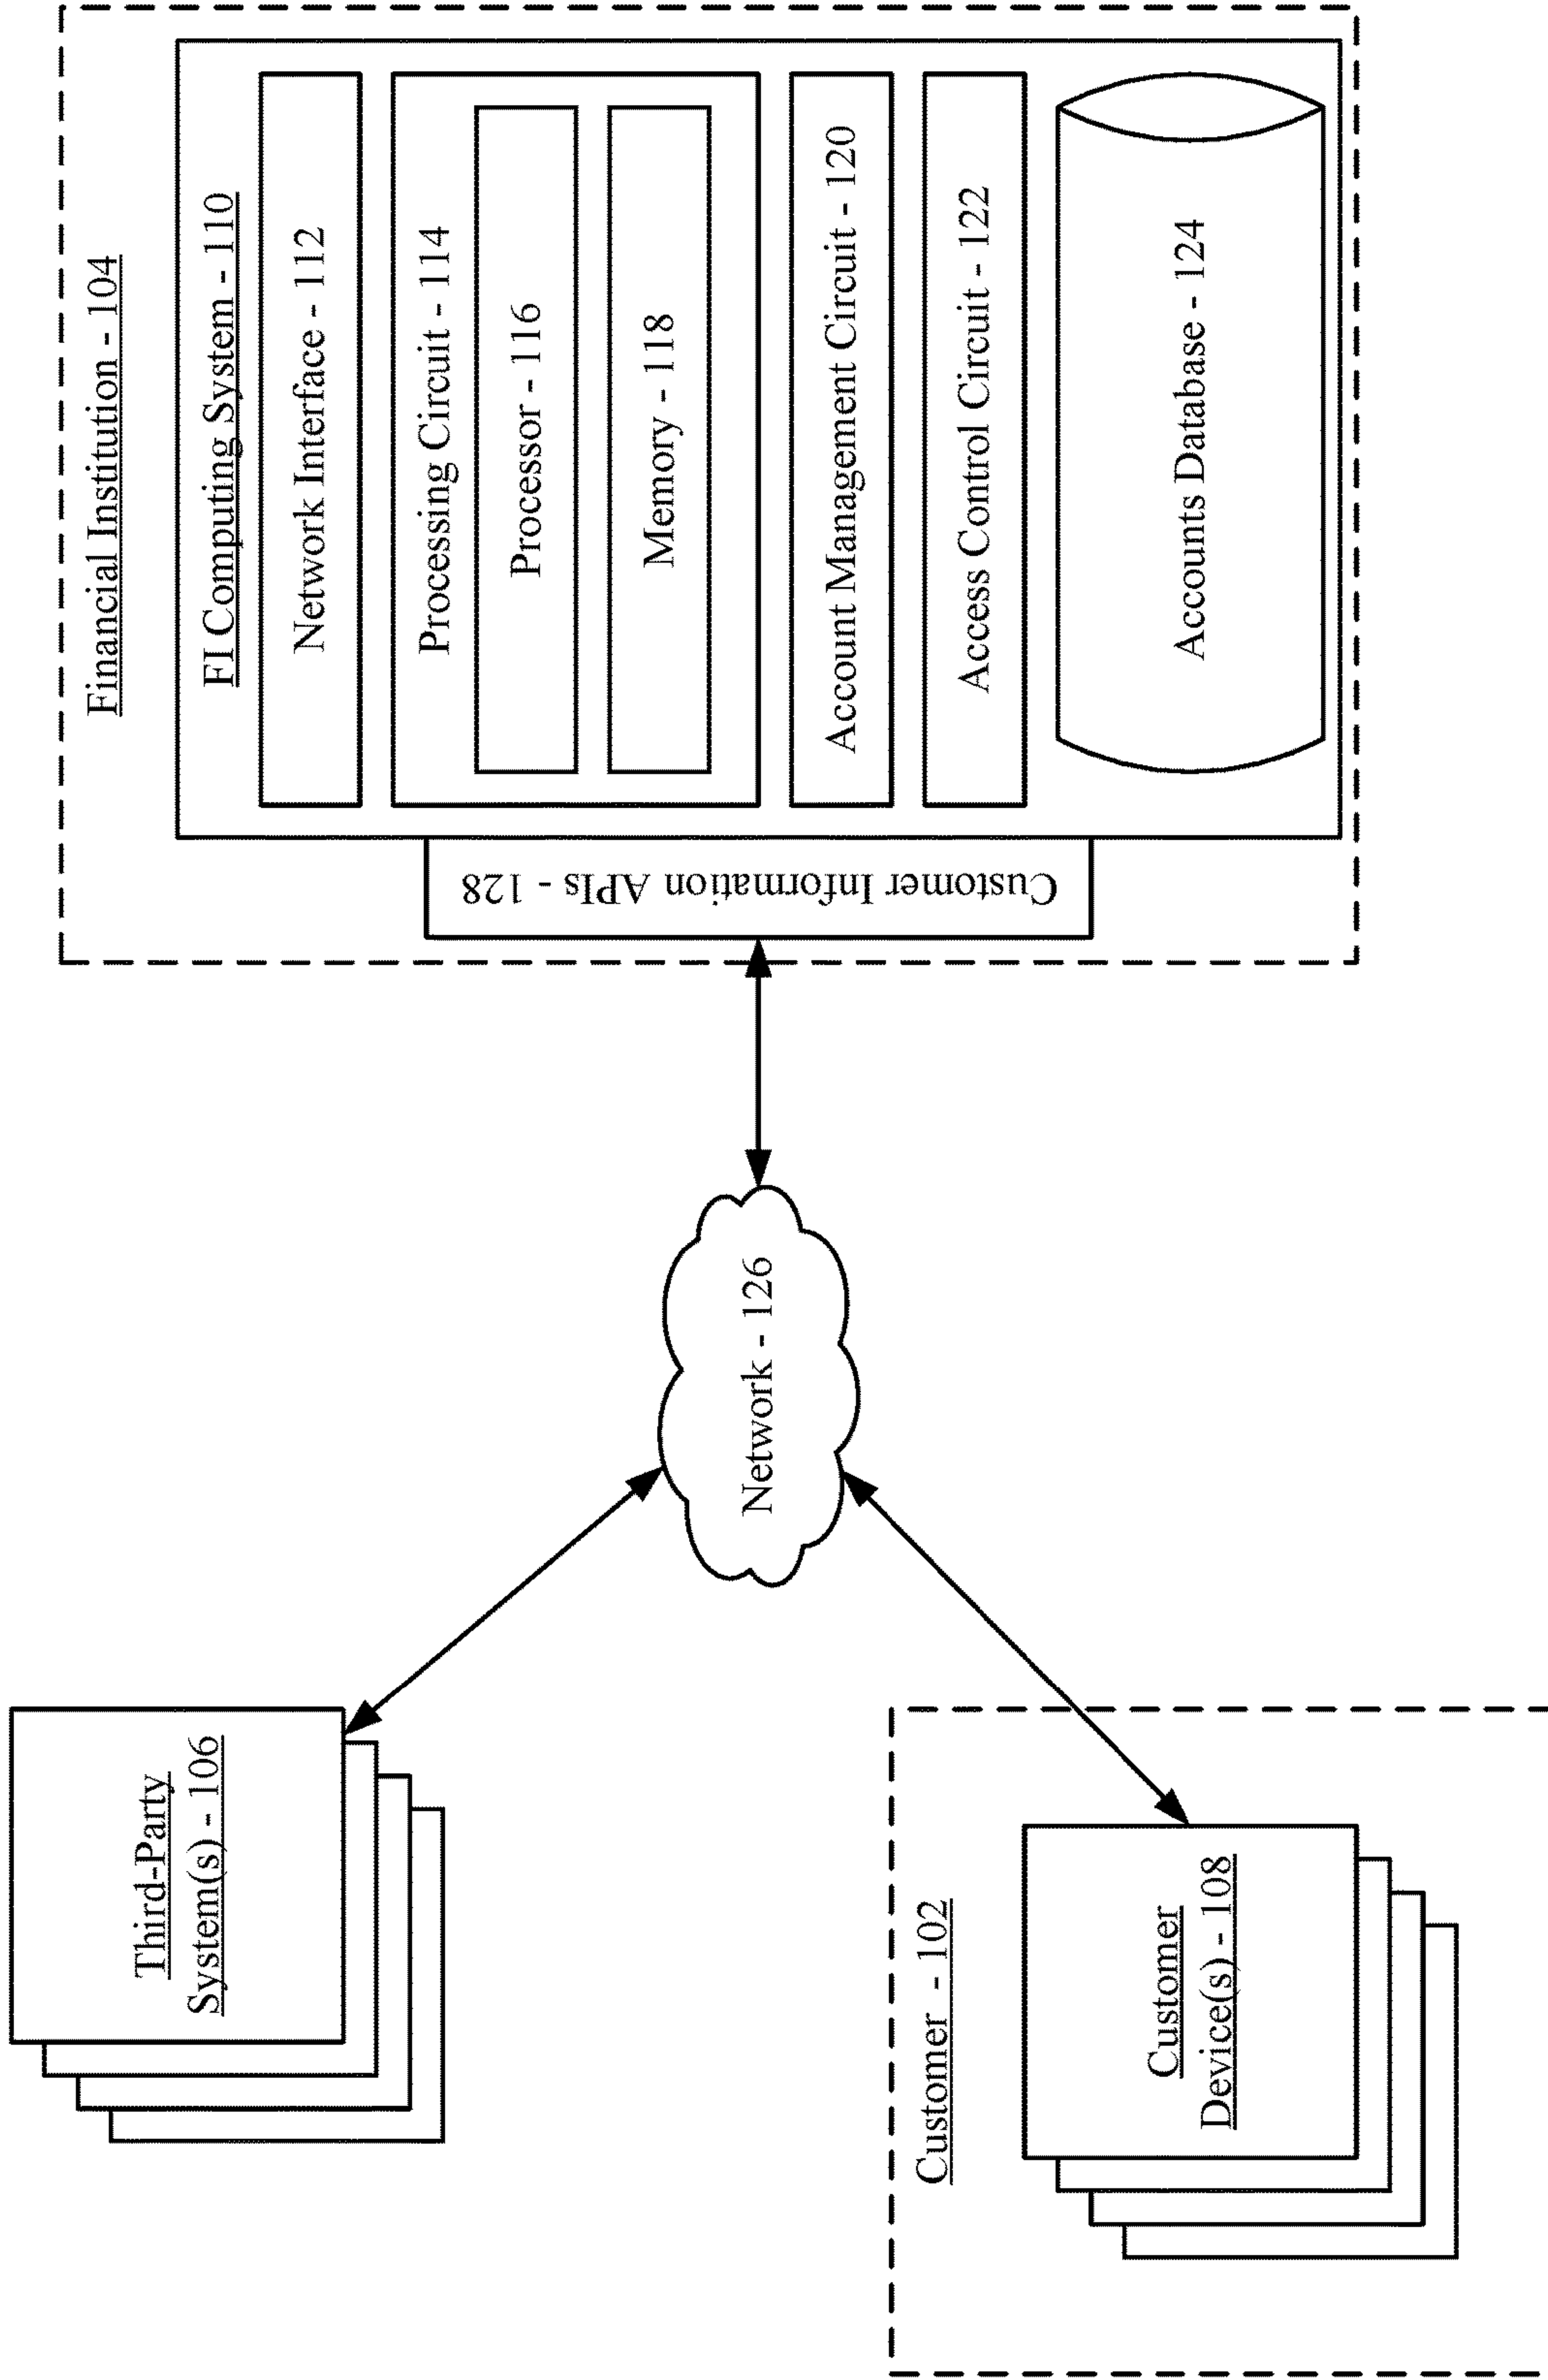 Third-Party
System(s) - 106
Customer - 102
Customer
Device(s) - 108
Network - 126
Financial Institution - 104
Customer Information APIs - 128
FI Computing System - 110
Network Interface - 112
Processing Circuit - 114
Processor - 116
Memory - 118
Account Management Circuit - 120
Access Control Circuit - 122
Accounts Database - 124